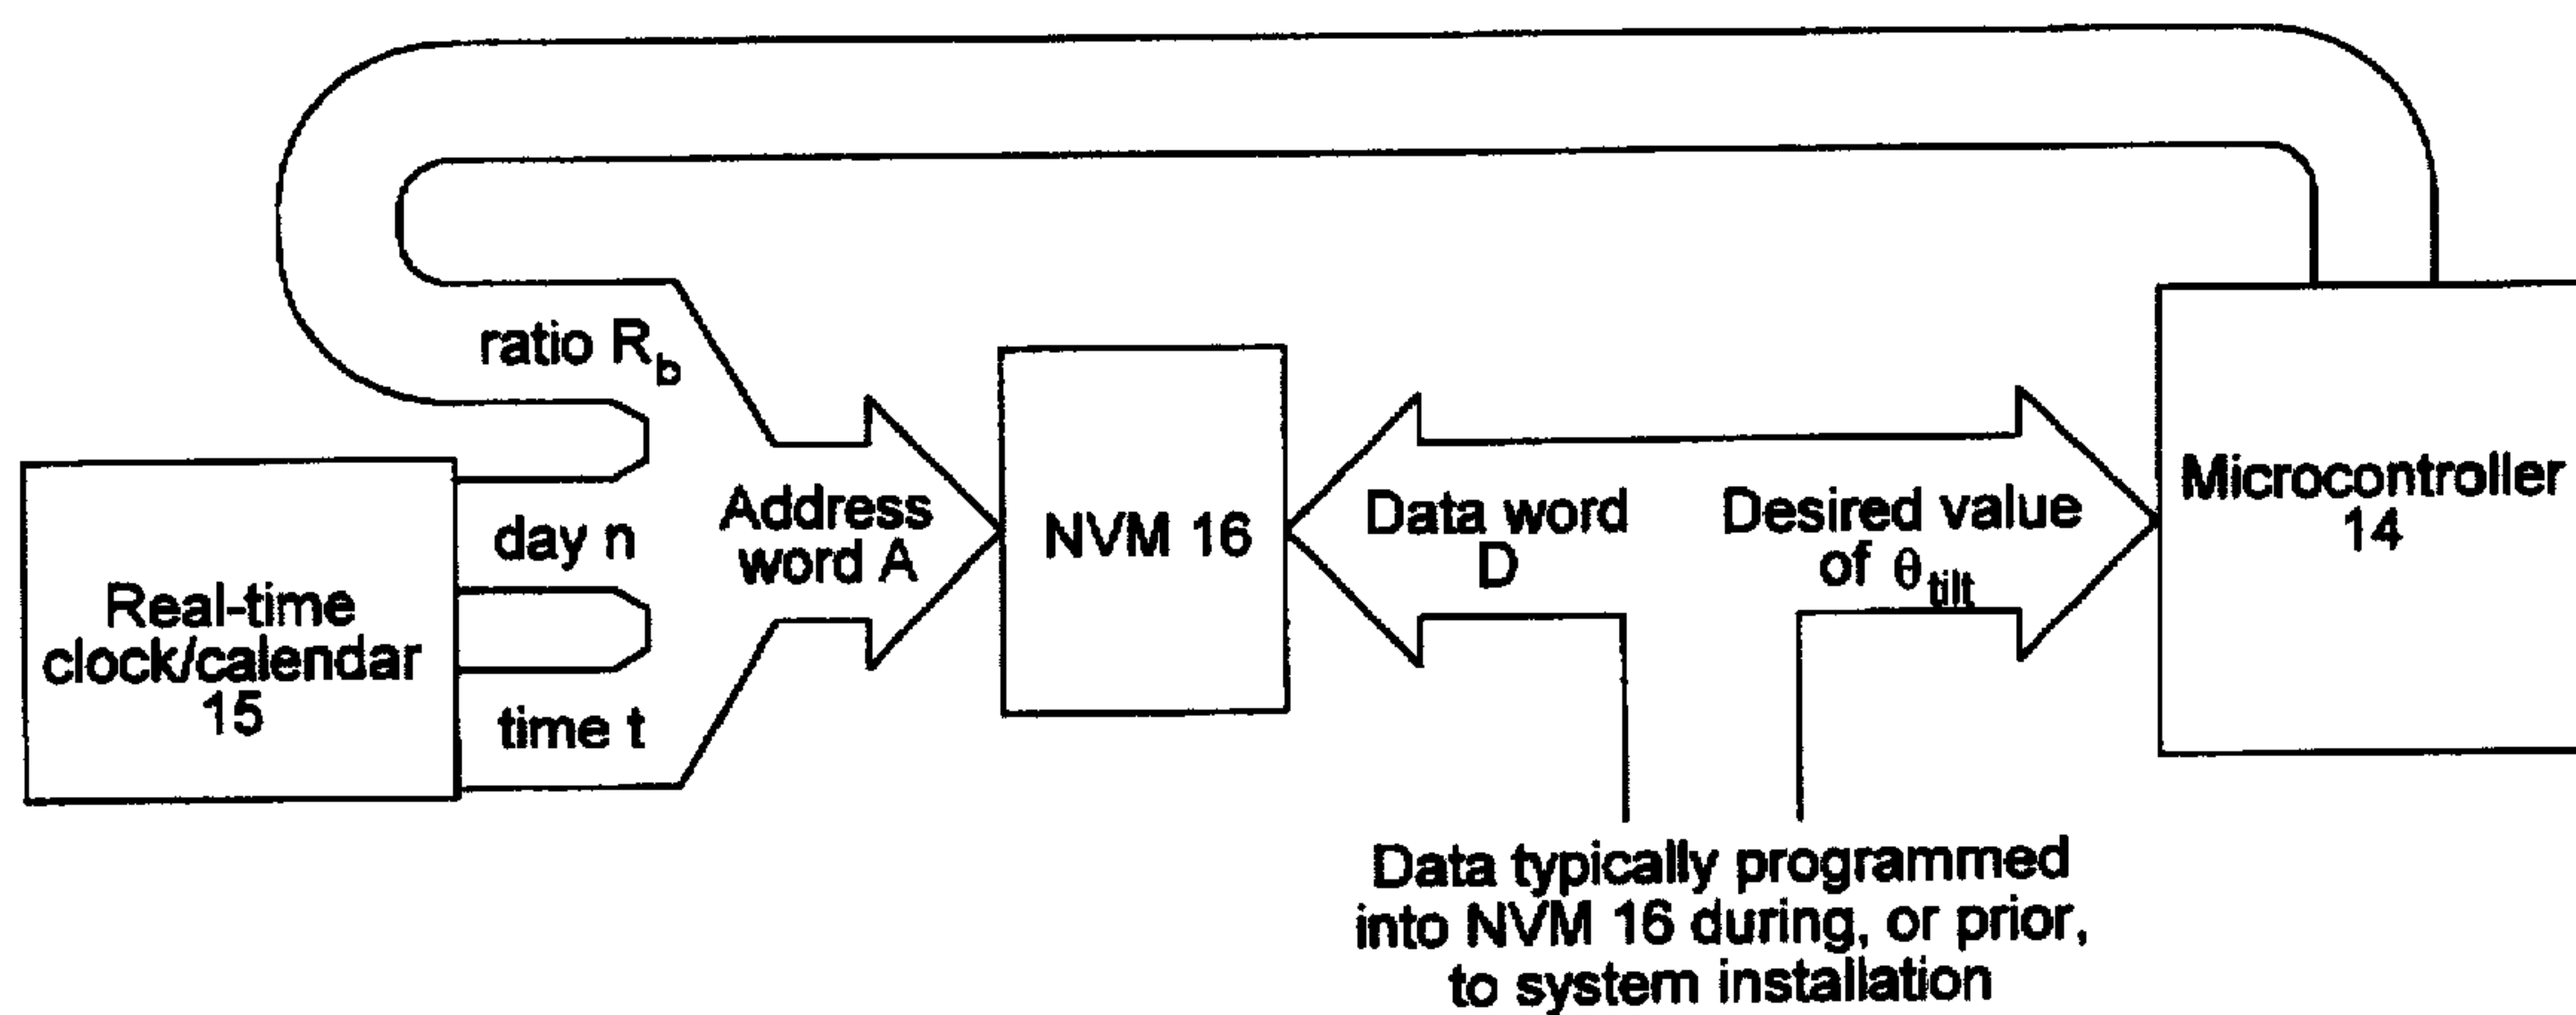 ratio R_b
day n
time t
Real-time
clock/calendar
15
Address
word A
NVM 16
Data word
D
Desired value
of θ_tilt
Microcontroller
14
Data typically programmed
into NVM 16 during, or prior,
to system installation